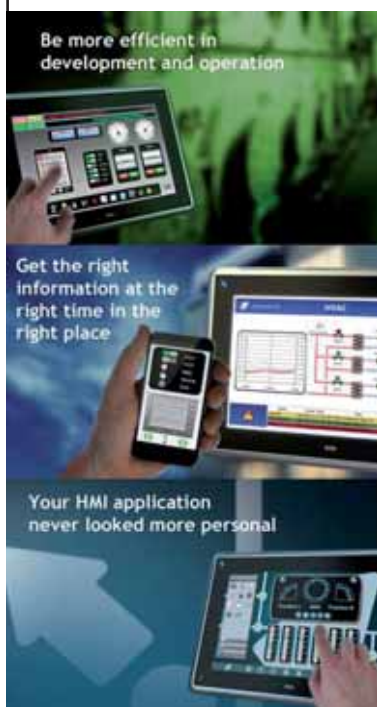 Be more efficient in
development and operation
Get the right
information at the
right time in the
right place
HVAC
Your HMI application
never looked more personal